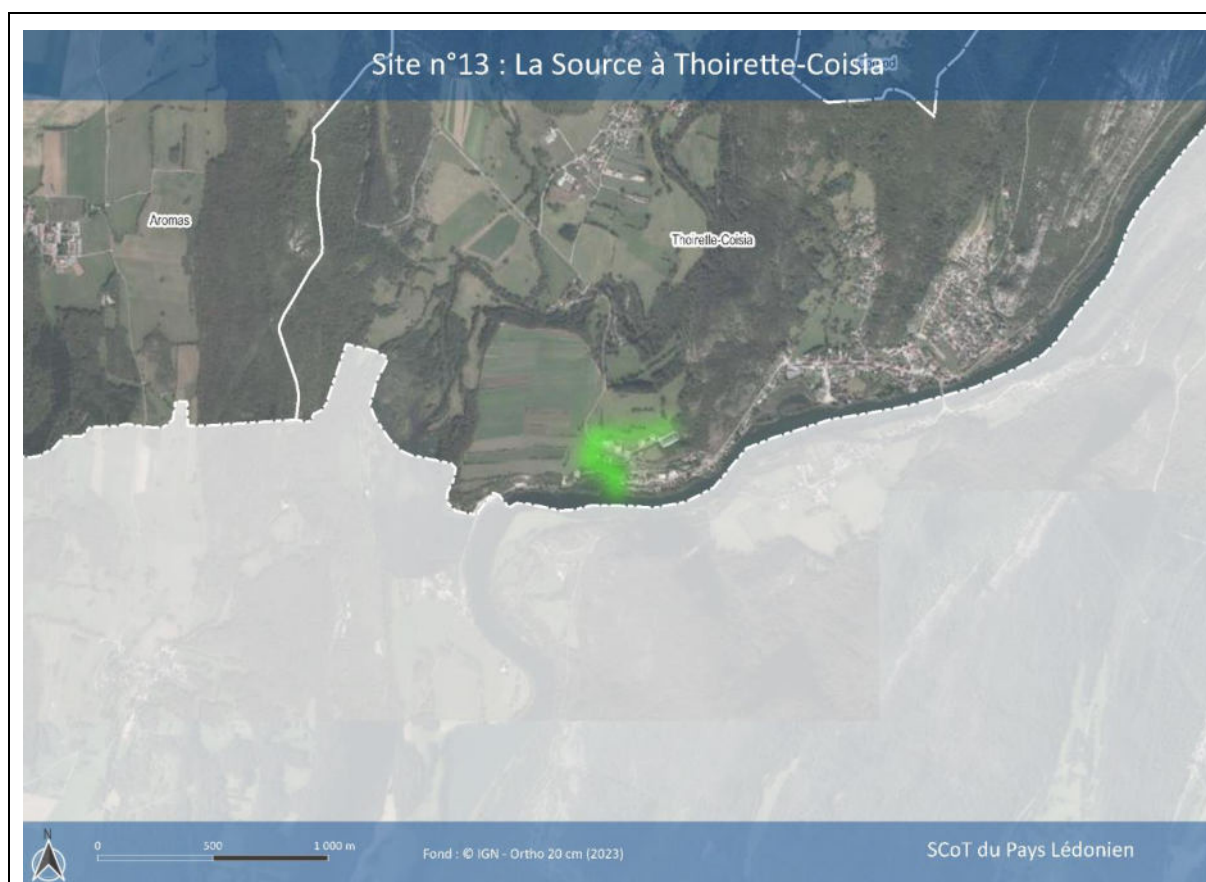 Site n°13 : La Source à Thoirette-Coisia
Aromas
Thoirette-Coisia
N
0 500 1 000 m
Fond : © IGN - Ortho 20 cm (2023)
SCoT du Pays Lédonien